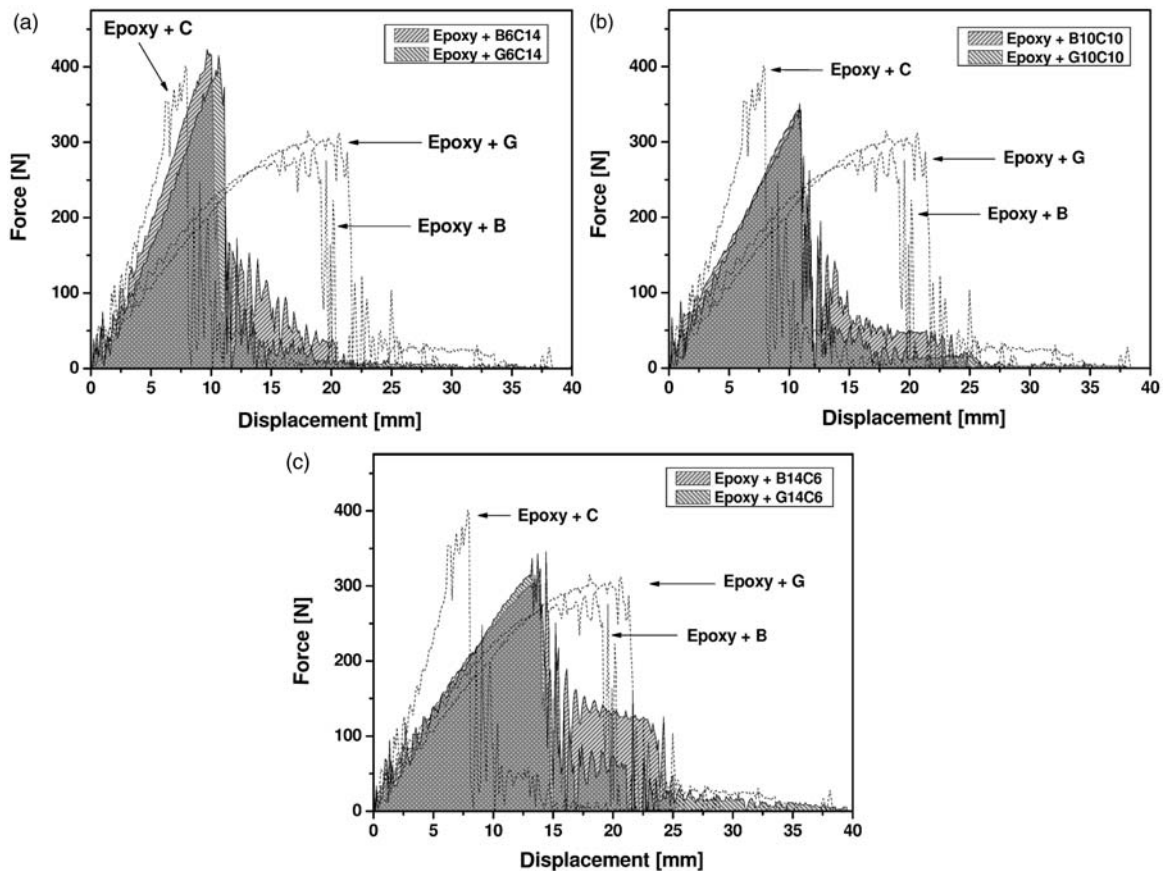 (a)
Epoxy + C
Epoxy + B6C14
Epoxy + G6C14
Epoxy + G
Epoxy + B
Force [N]
400
300
200
100
0
0 5 10 15 20 25 30 35 40
Displacement [mm]
(b)
Epoxy + B10C10
Epoxy + G10C10
Epoxy + C
Epoxy + G
Epoxy + B
Force [N]
400
300
200
100
0
0 5 10 15 20 25 30 35 40
Displacement [mm]
(c)
Epoxy + B14C6
Epoxy + G14C6
Epoxy + C
Epoxy + G
Epoxy + B
Force [N]
400
300
200
100
0
0 5 10 15 20 25 30 35 40
Displacement [mm]